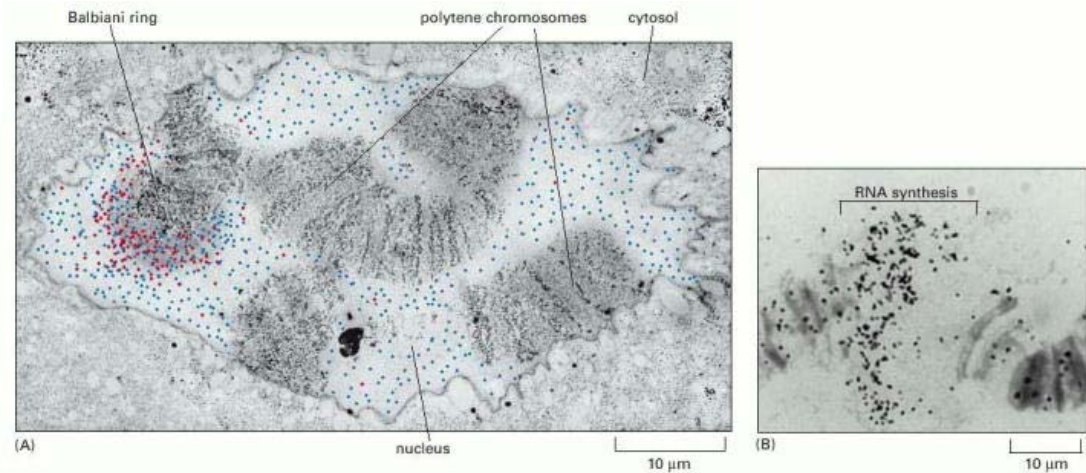 Balbiani ring
polytene chromosomes
cytosol
RNA synthesis
nucleus
(A)
10 μm
(B)
10 μm